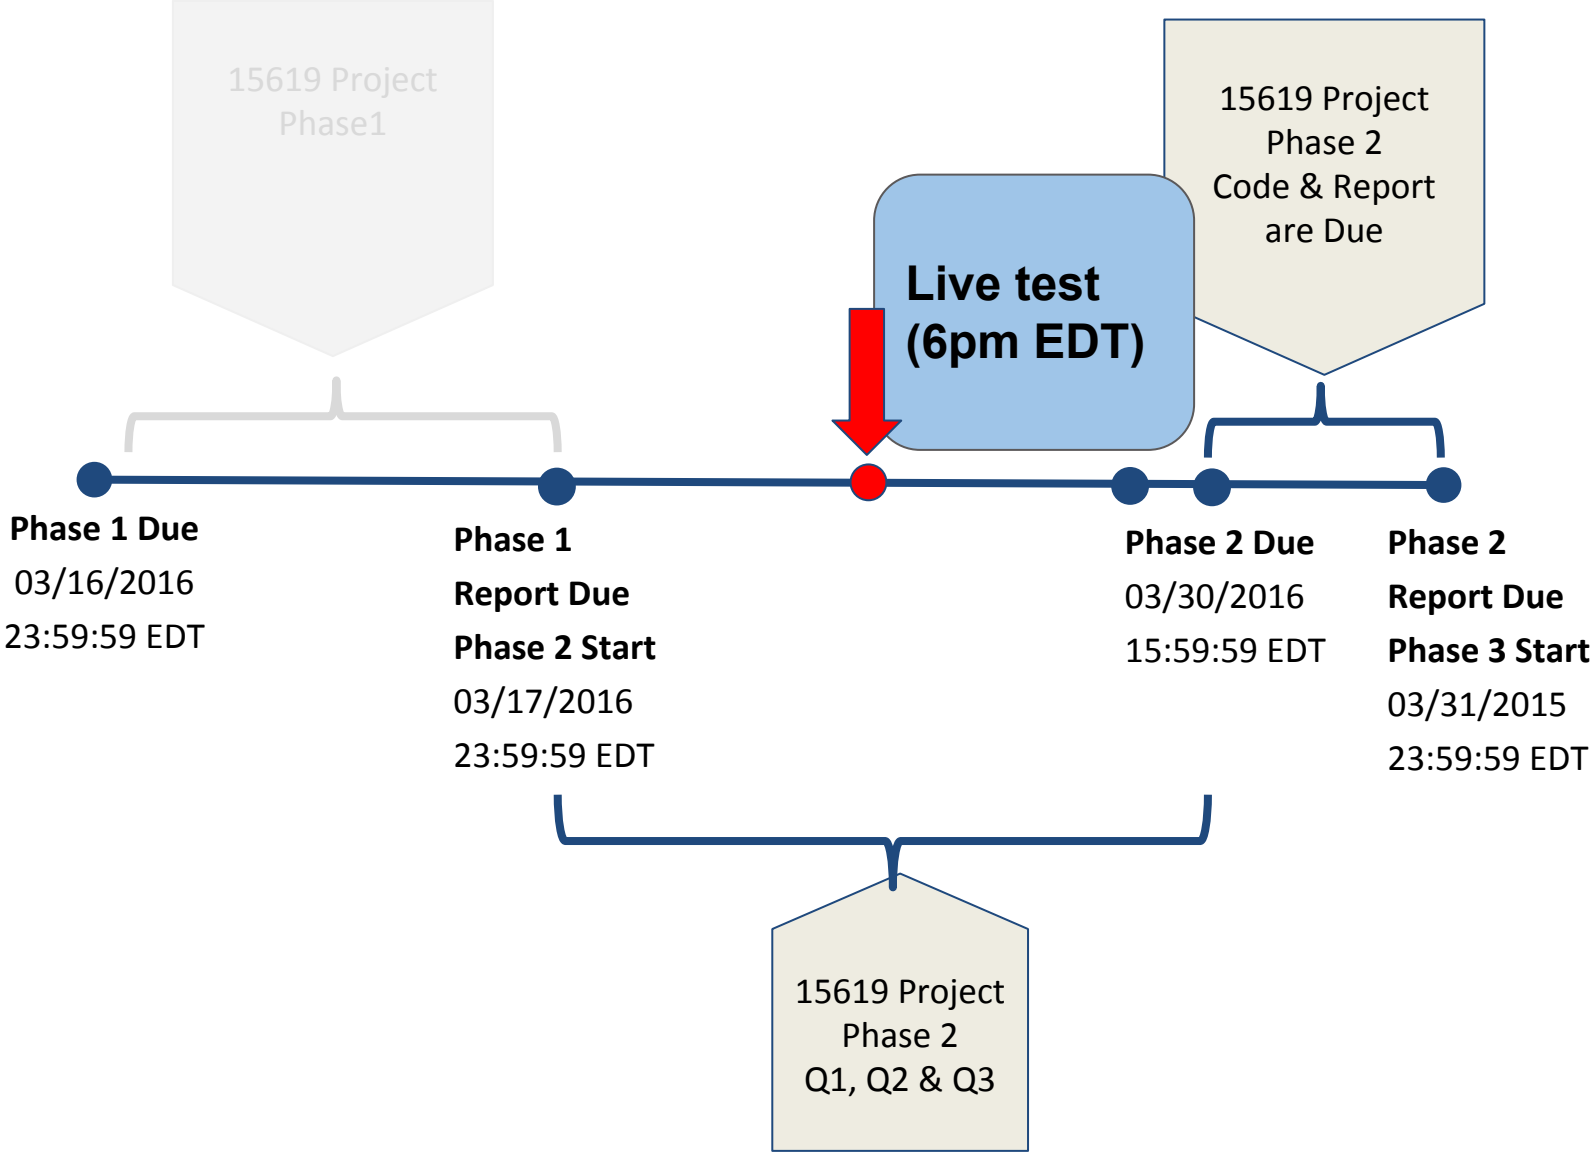 15619 Project
Phase1
15619 Project
Phase 2
Code & Report
are Due
Live test
(6pm EDT)
Phase 1 Due
03/16/2016
23:59:59 EDT
Phase 1
Report Due
Phase 2 Start
03/17/2016
23:59:59 EDT
Phase 2 Due
03/30/2016
15:59:59 EDT
Phase 2
Report Due
Phase 3 Start
03/31/2015
23:59:59 EDT
15619 Project
Phase 2
Q1, Q2 & Q3